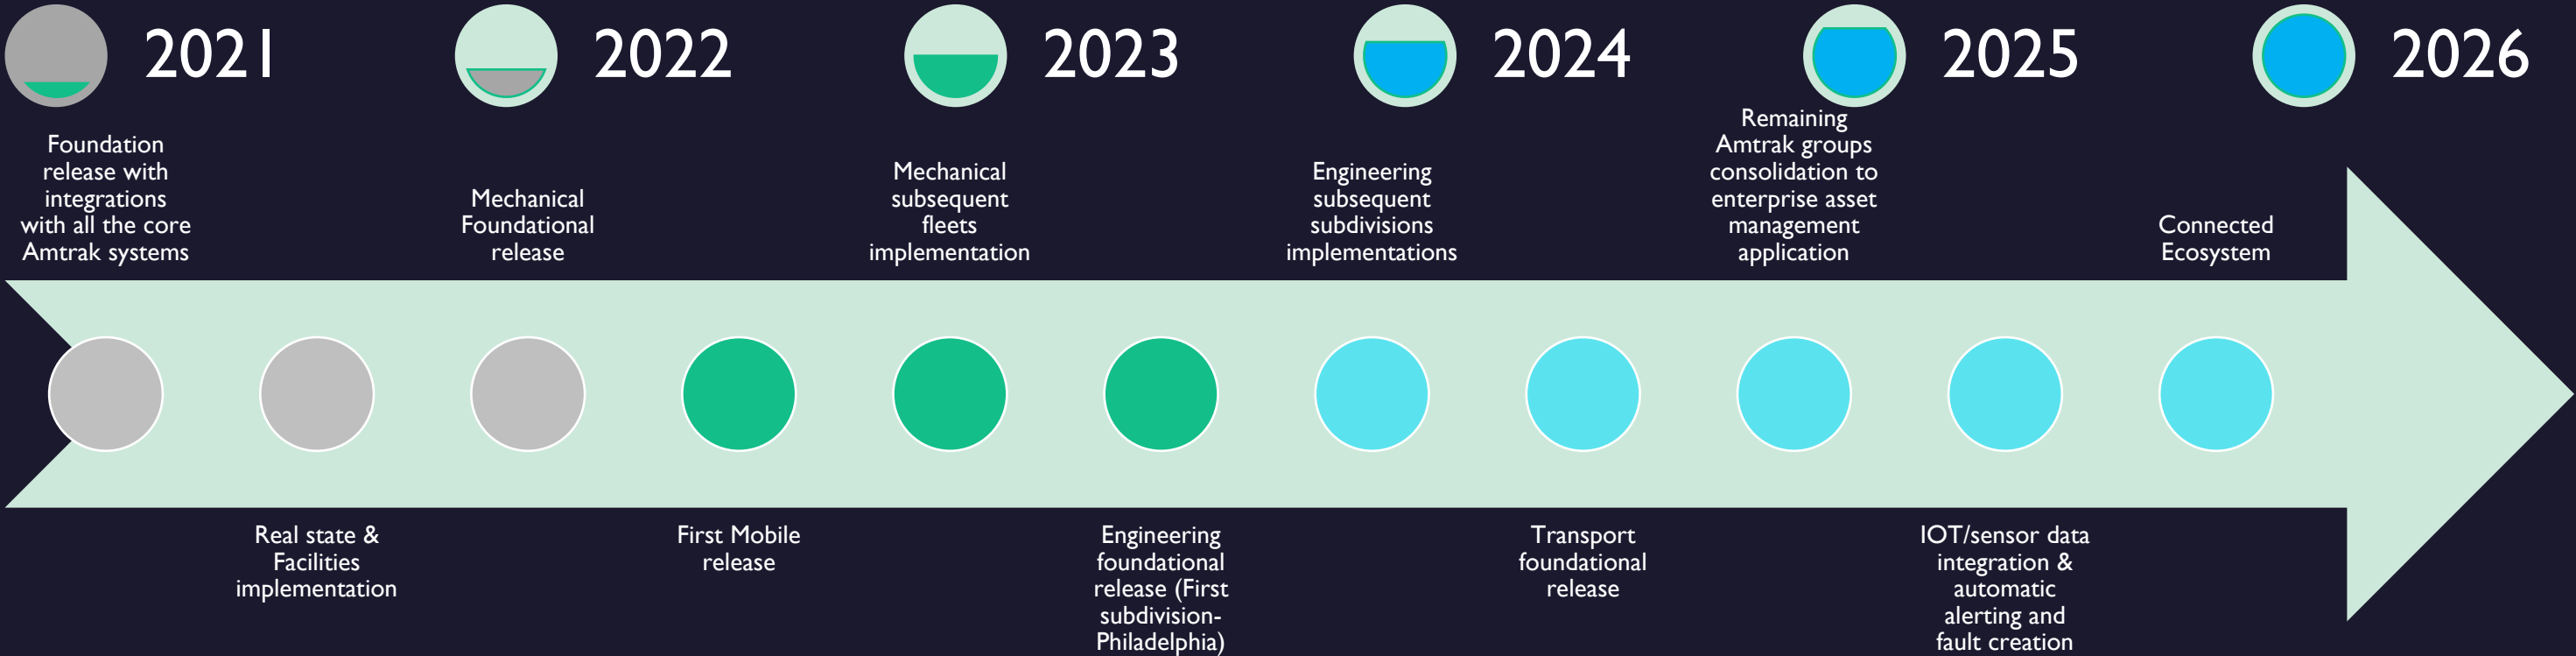 2021
2022
2023
2024
2025
2026
Foundation
release with
integrations
with all the core
Amtrak systems
Mechanical
Foundational
release
Mechanical
subsequent
fleets
implementation
Engineering
subsequent
subdivisions
implementations
Remaining
Amtrak groups
consolidation to
enterprise asset
management
application
Connected
Ecosystem
Real state &
Facilities
implementation
First Mobile
release
Engineering
foundational
release (First
subdivision-
Philadelphia)
Transport
foundational
release
IOT/sensor data
integration &
automatic
alerting and
fault creation